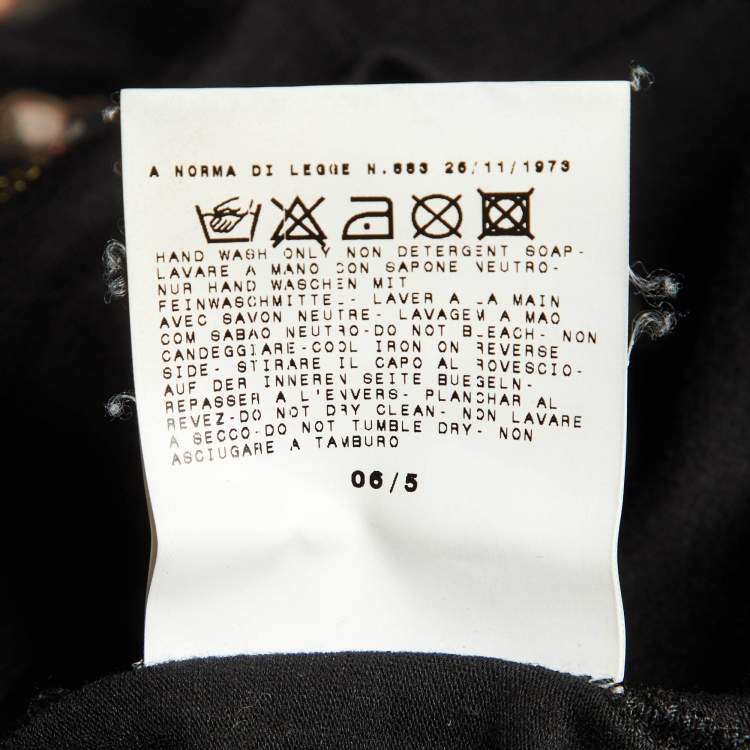 A NORMA DI LEGGE N.883 26/11/1973
HAND WASH ONLY NON DETERGENT SOAP-
LAVARE A MANO CON SAPONE NEUTRO-
NUR HAND WASCHEN MIT
FEINWASCHMITTEL- LAVER A LA MAIN
AVEC SAVON NEUTRE- LAVAGEM A MAO
COM SABAO NEUTRO-DO NOT BLEACH- NON
CANDEGGIARE-COOL IRON ON REVERSE
SIDE- STIRARE IL CAPO AL ROVESCIO-
AUF DER INNEREN SEITE BUEGELN-
REPASSER A L'ENVERS- PLANCHAR AL
REVEZ-DO NOT DRY CLEAN- NON LAVARE
A SECCO-DO NOT TUMBLE DRY- NON
ASCIUGARE A TAMBURO
06/5